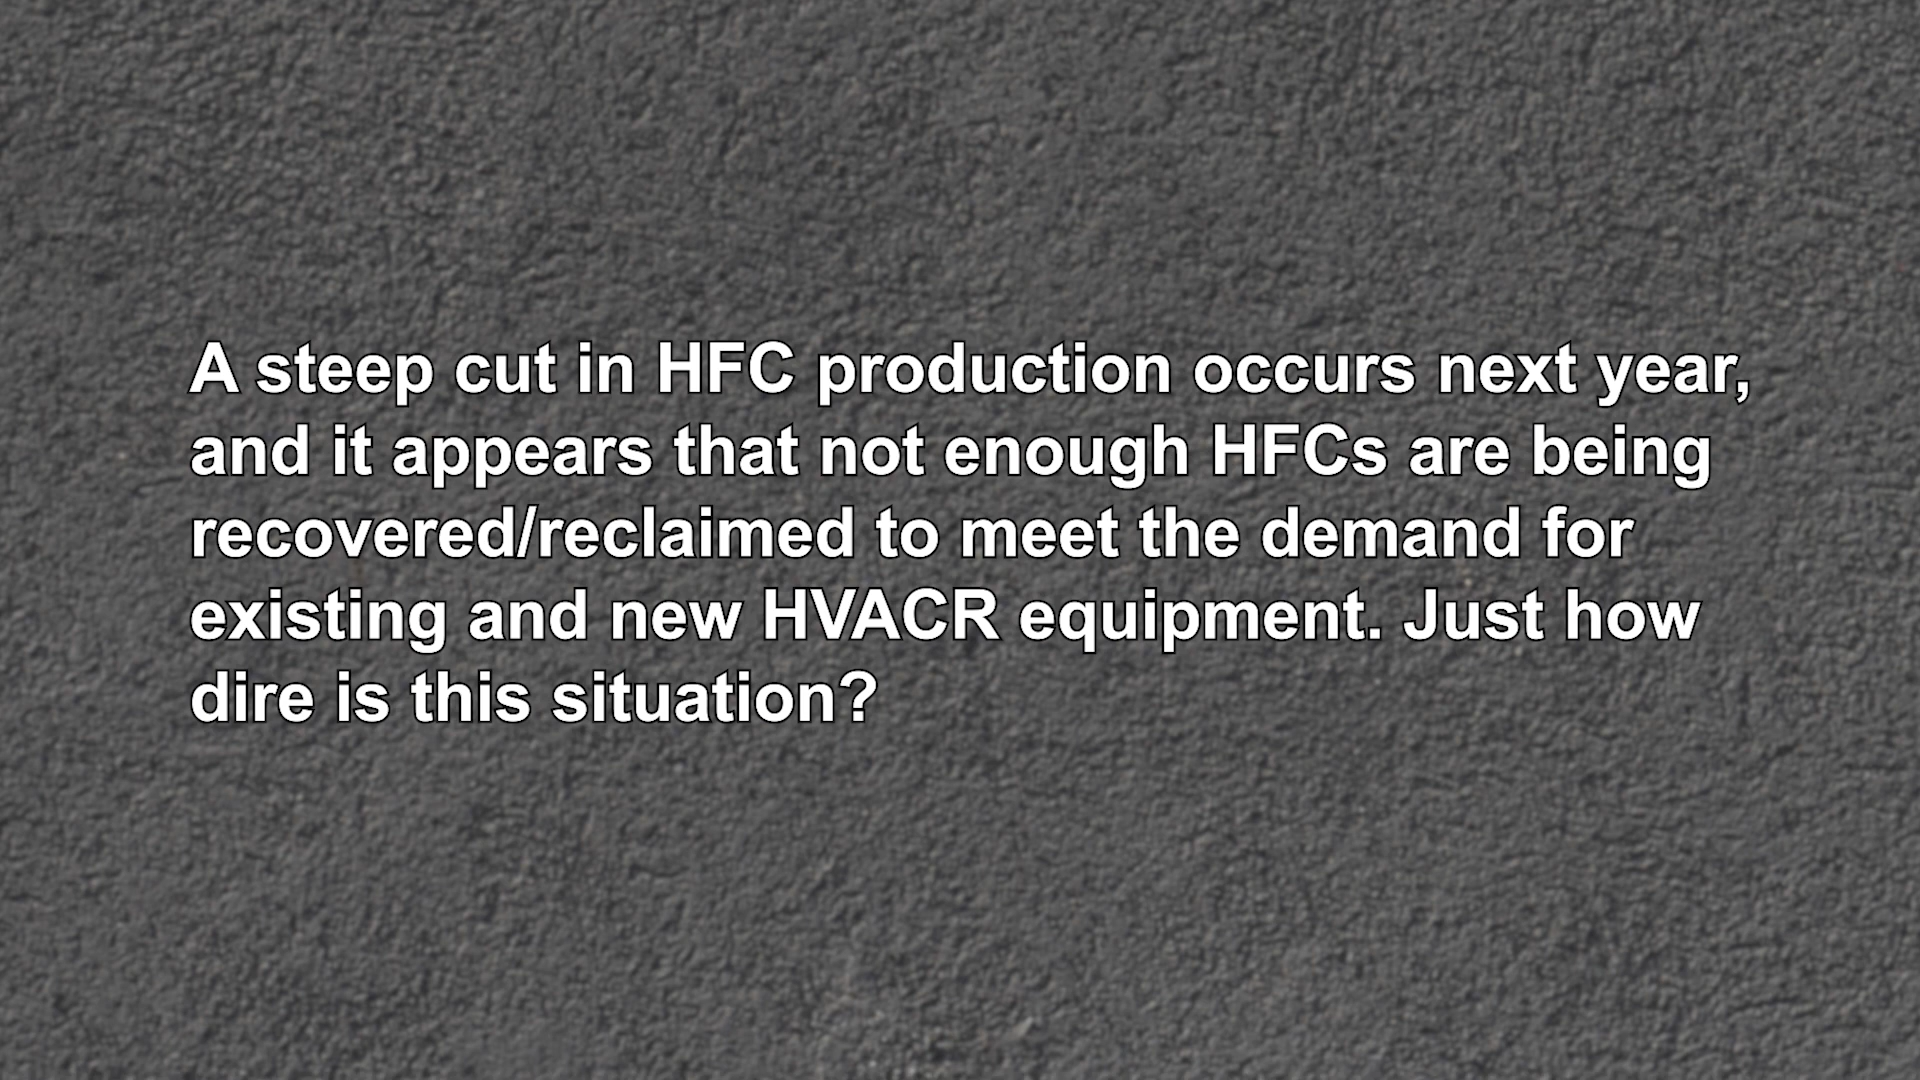 A steep cut in HFC production occurs next year,
and it appears that not enough HFCs are being
recovered/reclaimed to meet the demand for
existing and new HVACR equipment. Just how
dire is this situation?